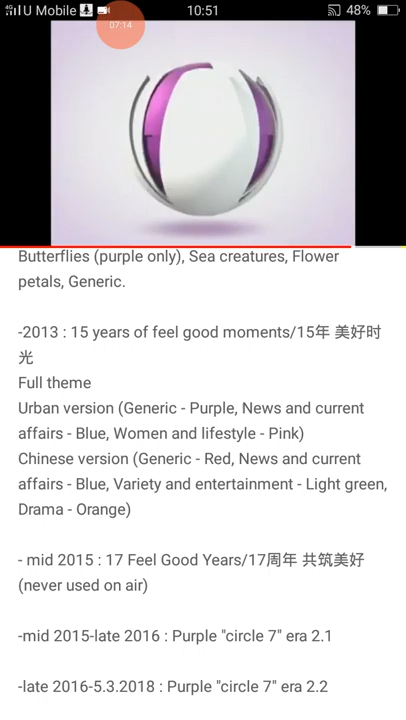 4G U Mobile 10:51 48%
07:14
Butterflies (purple only), Sea creatures, Flower
petals, Generic.
-2013 : 15 years of feel good moments/15年 美好时
光
Full theme
Urban version (Generic - Purple, News and current
affairs - Blue, Women and lifestyle - Pink)
Chinese version (Generic - Red, News and current
affairs - Blue, Variety and entertainment - Light green,
Drama - Orange)
- mid 2015 : 17 Feel Good Years/17周年 共筑美好
(never used on air)
-mid 2015-late 2016 : Purple "circle 7" era 2.1
-late 2016-5.3.2018 : Purple "circle 7" era 2.2